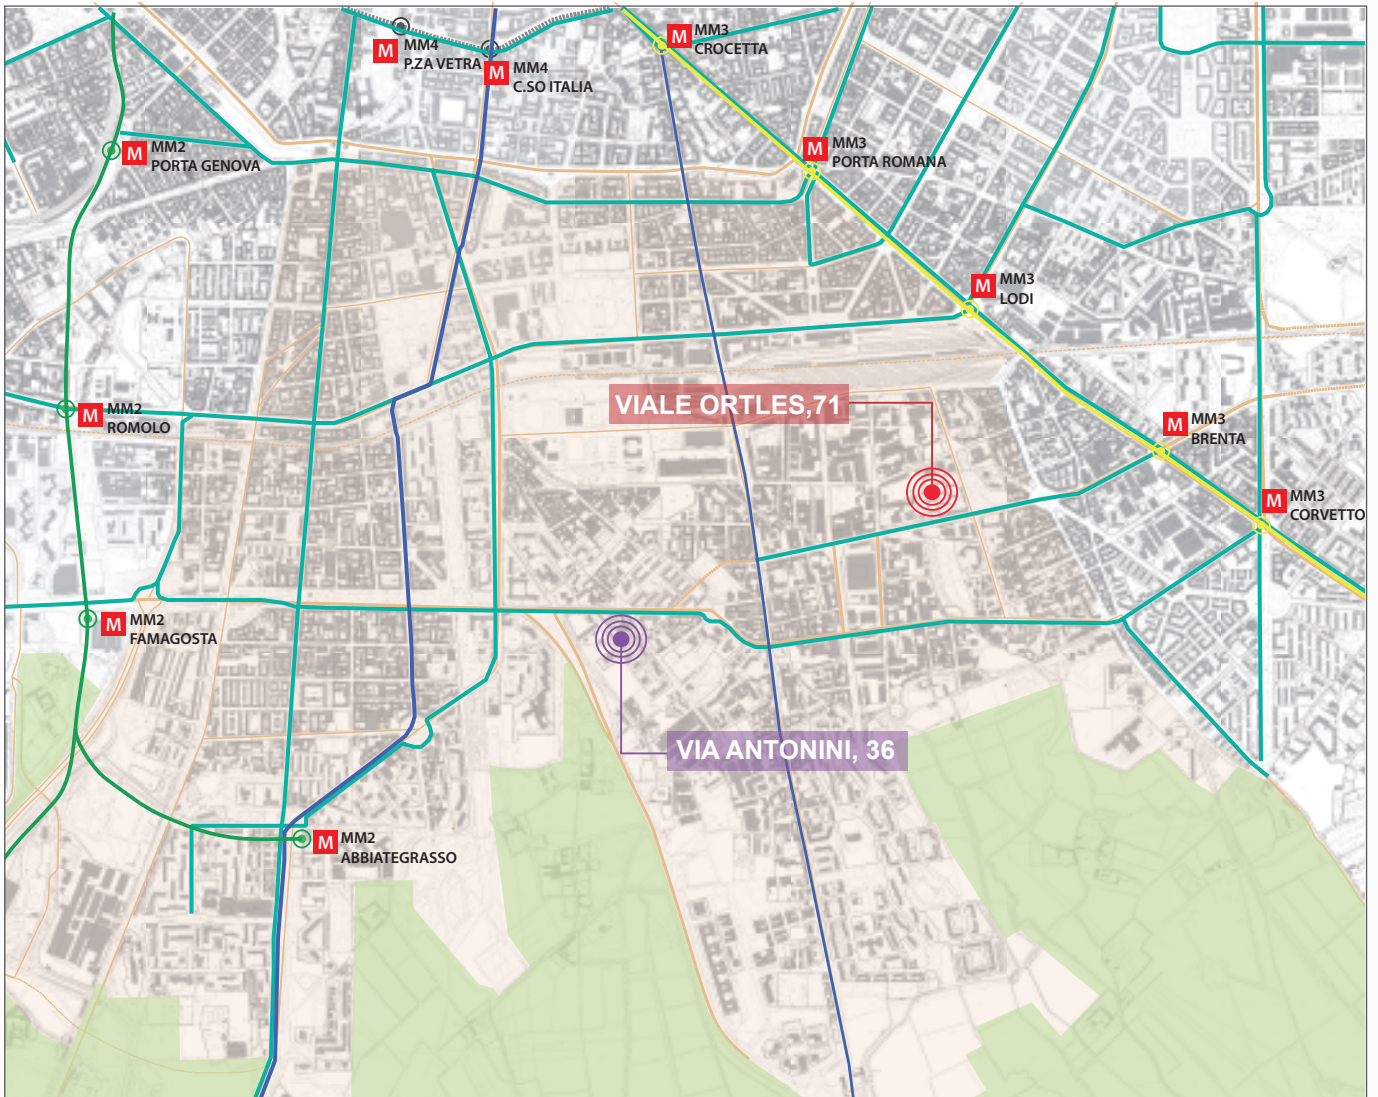 M MM4
P.ZA VETRA
M MM4
C.SO ITALIA
M MM3
CROCETTA
M MM2
PORTA GENOVA
M MM3
PORTA ROMANA
M MM3
LODI
VIALE ORTLES,71
M MM2
ROMOLO
M MM3
BRENTA
M MM3
CORVETTO
M MM2
FAMAGOSTA
VIA ANTONINI, 36
M MM2
ABBIATEGRASSO